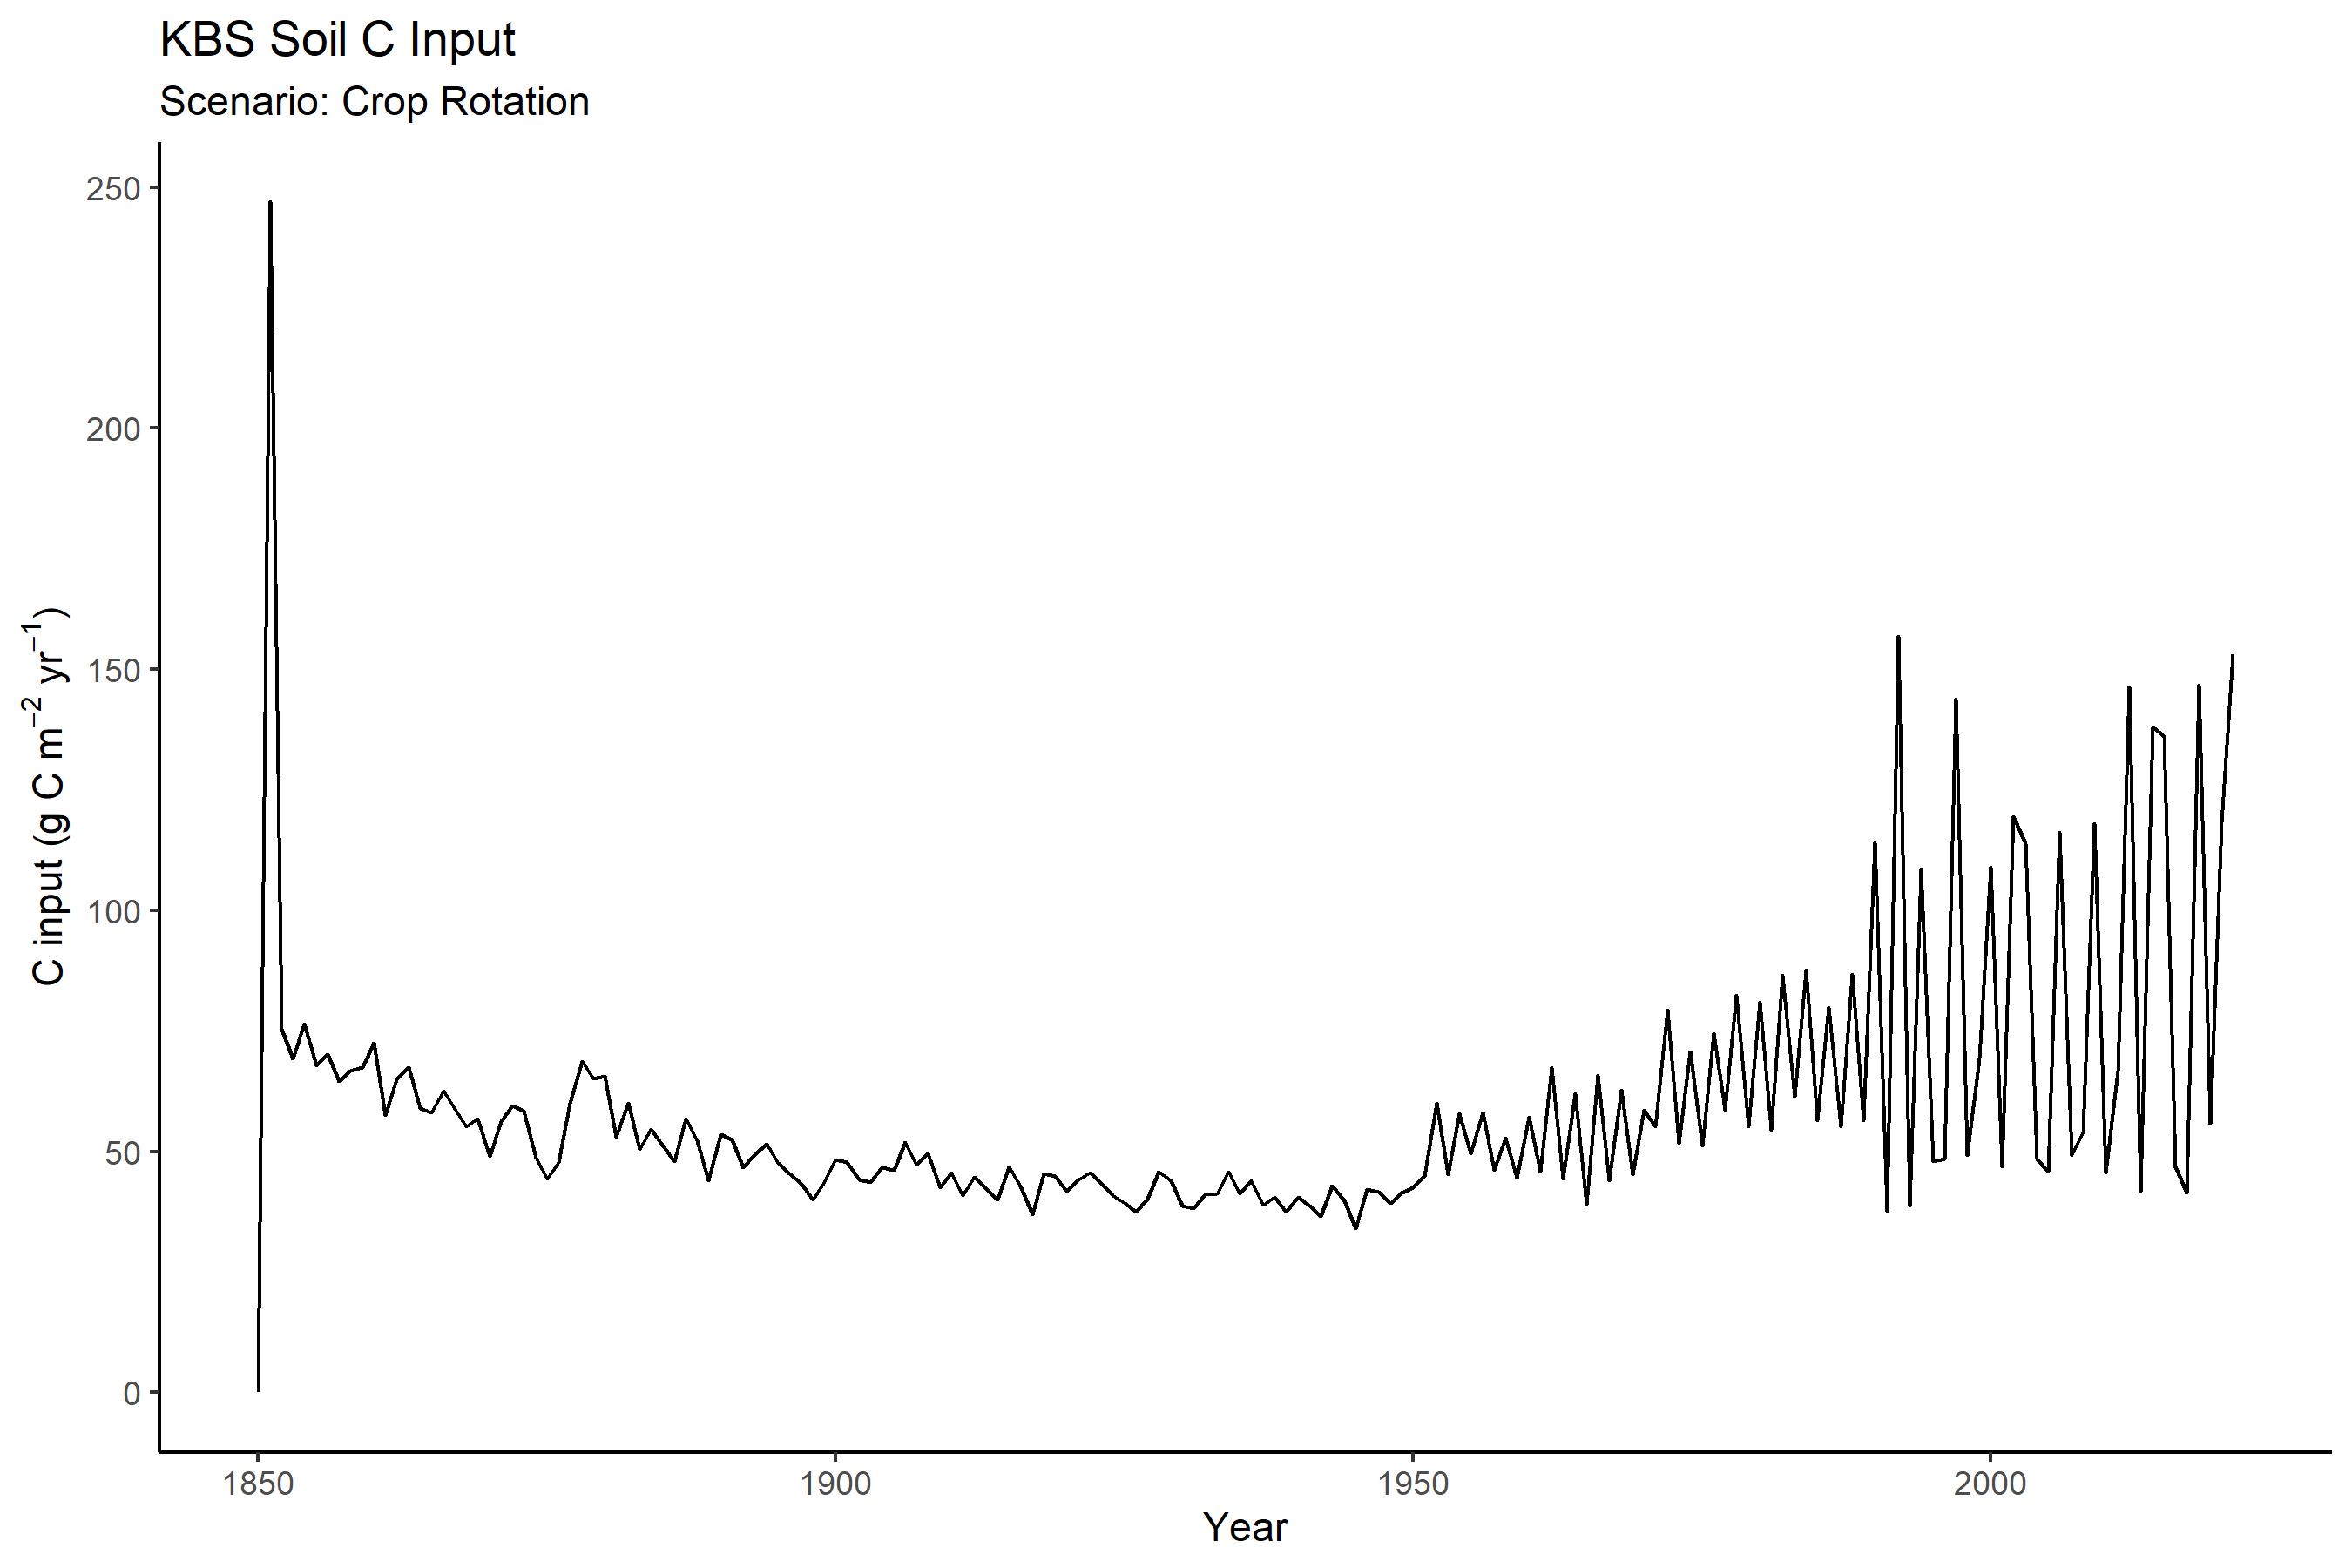 KBS Soil C Input
Scenario: Crop Rotation
C input (g C m⁻² yr⁻¹)
250
200
150
100
50
0
1850 1900 1950 2000
Year